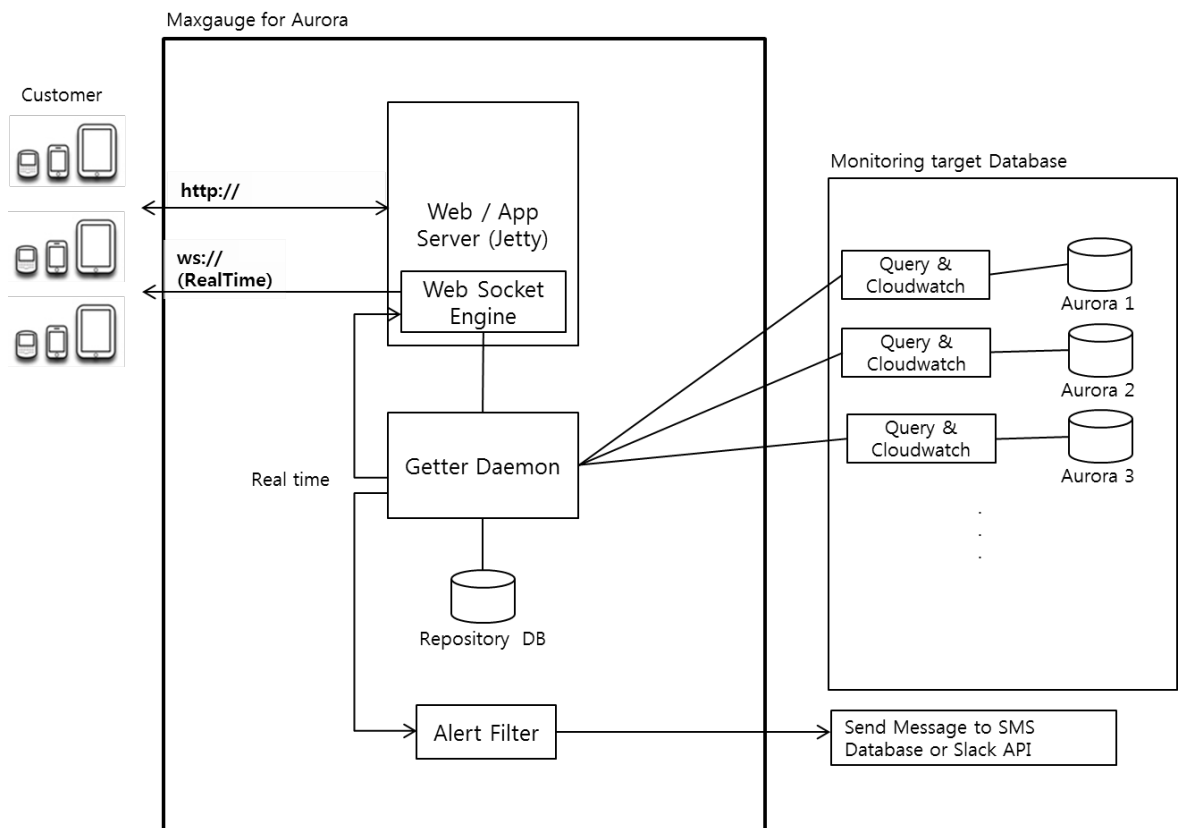 Maxgauge for Aurora
Customer
http://
ws://
(RealTime)
Web / App
Server (Jetty)
Web Socket
Engine
Getter Daemon
Real time
Repository DB
Alert Filter
Monitoring target Database
Query &
Cloudwatch
Aurora 1
Query &
Cloudwatch
Aurora 2
Query &
Cloudwatch
Aurora 3
.
.
.
Send Message to SMS
Database or Slack API